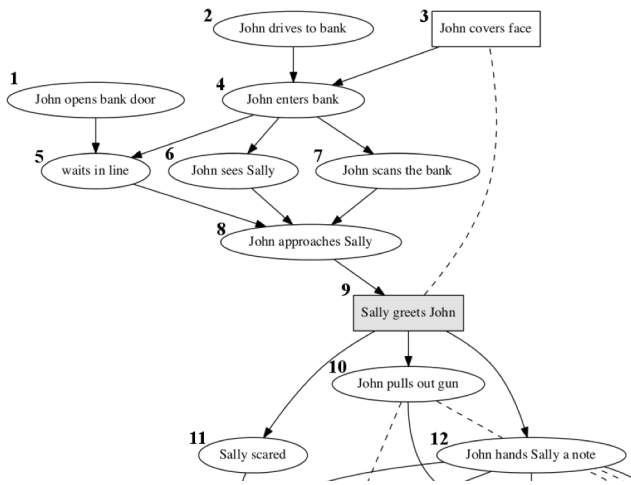 2
John drives to bank
3
John covers face
1
John opens bank door
4
John enters bank
5
waits in line
6
John sees Sally
7
John scans the bank
8
John approaches Sally
9
Sally greets John
10
John pulls out gun
11
Sally scared
12
John hands Sally a note